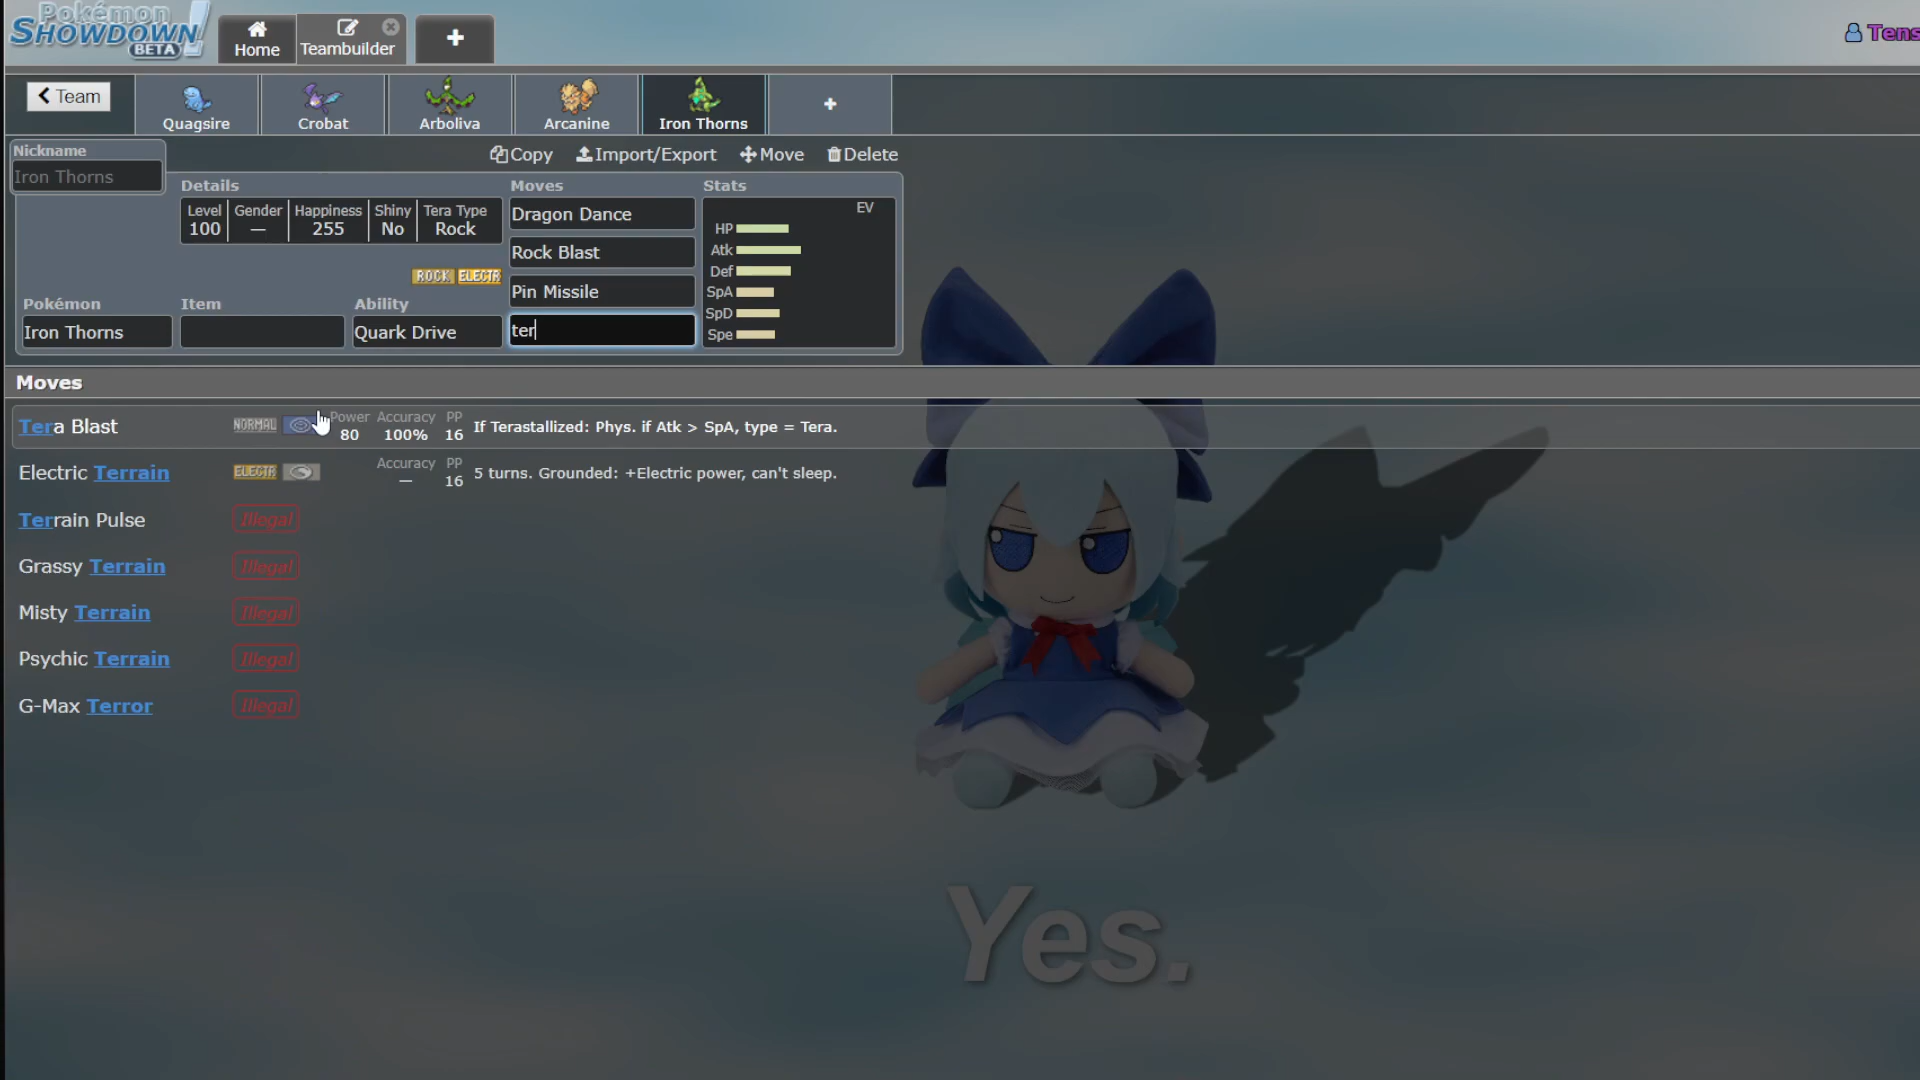 Pokémon
SHOWDOWN!
BETA
Home
Teambuilder
Tens
Team
Quagsire
Crobat
Arboliva
Arcanine
Iron Thorns
Nickname
Iron Thorns
Copy
Import/Export
Move
Delete
Details
Level
100
Gender
—
Happiness
255
Shiny
No
Tera Type
Rock
ROCK ELECTR
Pokémon
Iron Thorns
Item
Ability
Quark Drive
Moves
Dragon Dance
Rock Blast
Pin Missile
ter
Stats
EV
HP
Atk
Def
SpA
SpD
Spe
Moves
Tera Blast NORMAL Power 80 Accuracy 100% PP 16 If Terastallized: Phys. if Atk > SpA, type = Tera.
Electric Terrain ELECTR Accuracy — PP 16 5 turns. Grounded: +Electric power, can't sleep.
Terrain Pulse Illegal
Grassy Terrain Illegal
Misty Terrain Illegal
Psychic Terrain Illegal
G-Max Terror Illegal
Yes.